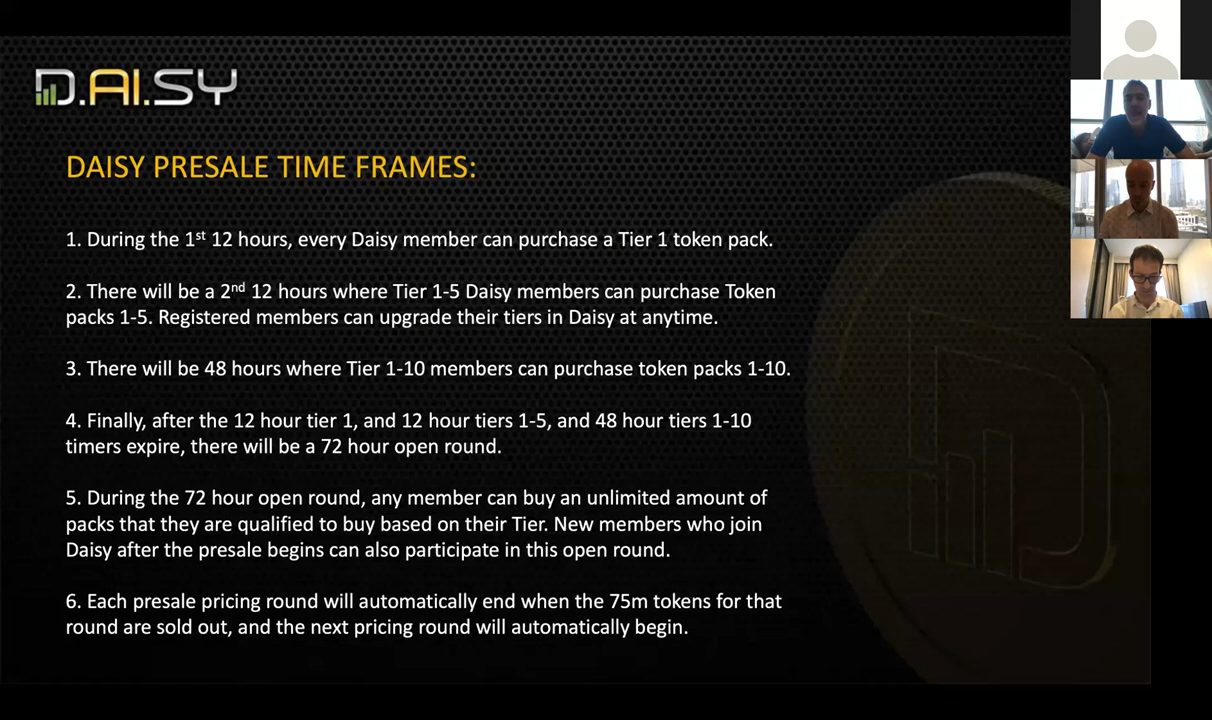 D.AI.SY
DAISY PRESALE TIME FRAMES:
1. During the 1st 12 hours, every Daisy member can purchase a Tier 1 token pack.
2. There will be a 2nd 12 hours where Tier 1-5 Daisy members can purchase Token
packs 1-5. Registered members can upgrade their tiers in Daisy at anytime.
3. There will be 48 hours where Tier 1-10 members can purchase token packs 1-10.
4. Finally, after the 12 hour tier 1, and 12 hour tiers 1-5, and 48 hour tiers 1-10
timers expire, there will be a 72 hour open round.
5. During the 72 hour open round, any member can buy an unlimited amount of
packs that they are qualified to buy based on their Tier. New members who join
Daisy after the presale begins can also participate in this open round.
6. Each presale pricing round will automatically end when the 75m tokens for that
round are sold out, and the next pricing round will automatically begin.